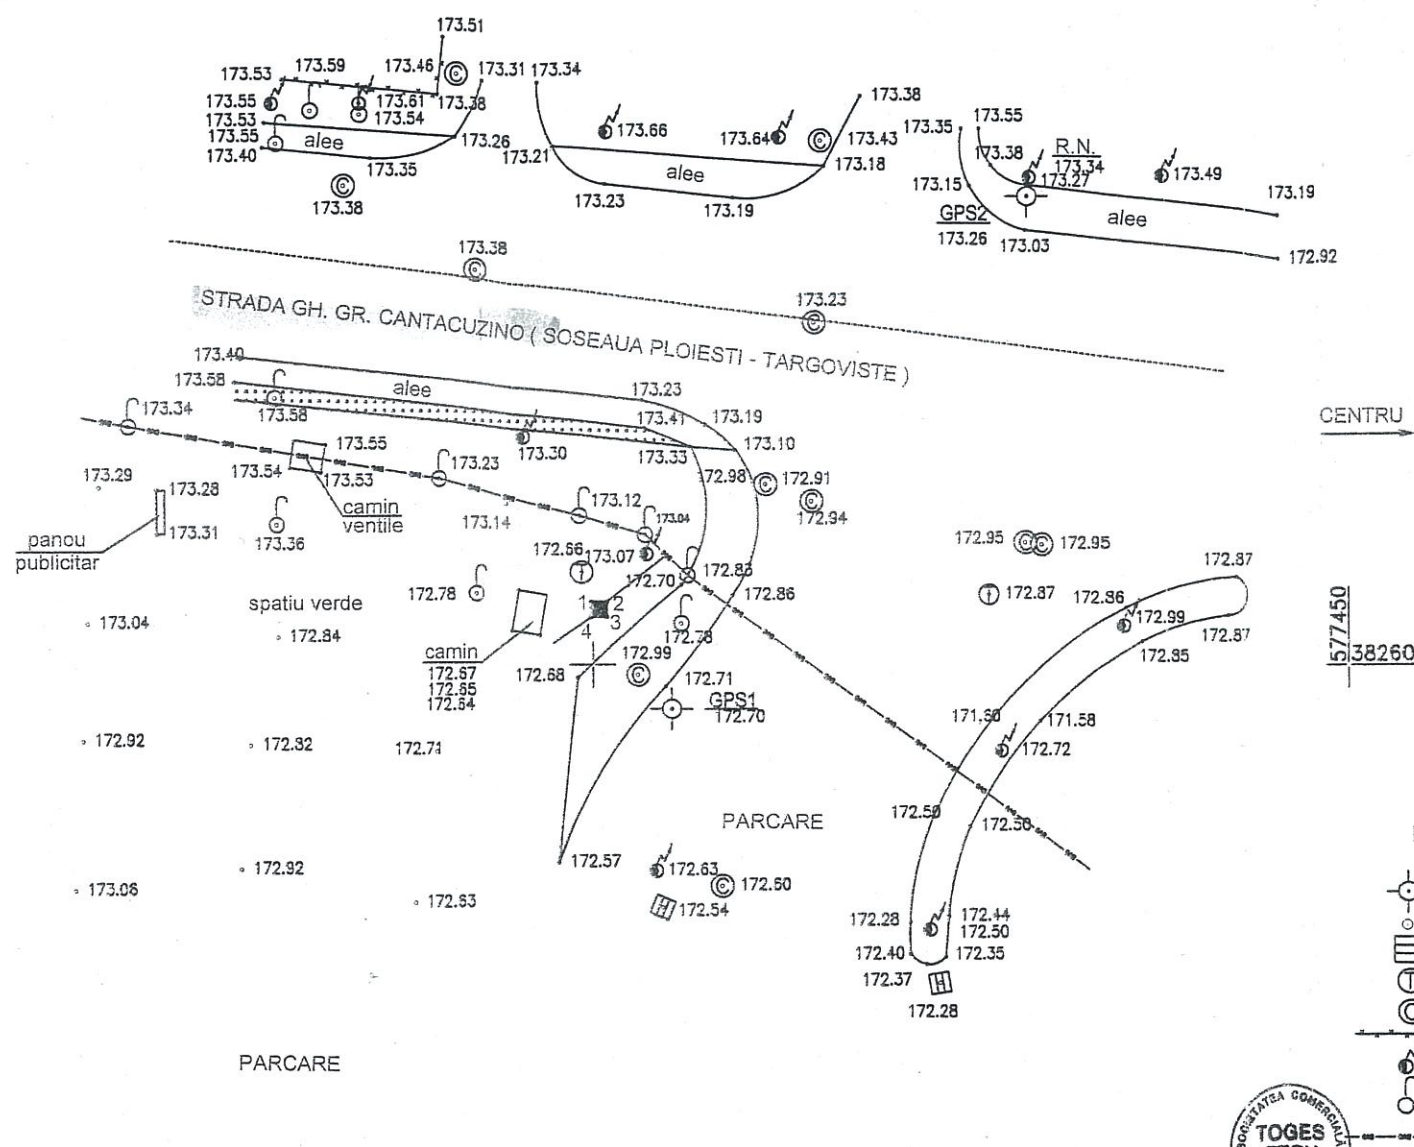 173.51
173.53 173.59 173.46 173.31 173.34
173.55 173.61 173.38 173.38
173.53 173.54 173.66 173.64 173.43 173.35 173.55
173.55 alee 173.26 173.21 173.18 173.38 R.N.
173.40 173.35 alee 173.34
173.27 173.49
173.38 173.23 173.19 173.15 GPS2 173.19
173.26 173.03 alee
172.92
173.38
173.23
STRADA GH. GR. CANTACUZINO ( SOSEAUA PLOIESTI - TARGOVISTE )
173.40
173.58 alee 173.23
173.34 173.58 173.41 173.19
CENTRU
173.55 173.30 173.33 173.10
173.29 173.54 173.53 173.23 172.98 172.91
173.28 camin
ventile 173.14 173.12 172.94
173.31 173.36 173.04
panou
publicitar
172.66 173.07 172.95 172.95
172.78 172.70 172.83 172.87 172.87
spatiu verde 1 2 172.86 172.86
4 3 172.99
173.04 172.84 172.78 172.87
577450
38260
camin 172.99 172.85
172.67 172.68 172.71
172.65
172.64 GPS1
172.70
171.60 171.58
172.92 172.82 172.71 172.72
PARCARE 172.50 172.50
172.57 172.63
172.92 172.60
173.06 172.63 172.54
172.28 172.44
172.50
172.40 172.35
172.37
172.28
PARCARE
SOCIETATEA COMERCIALA
TOGES